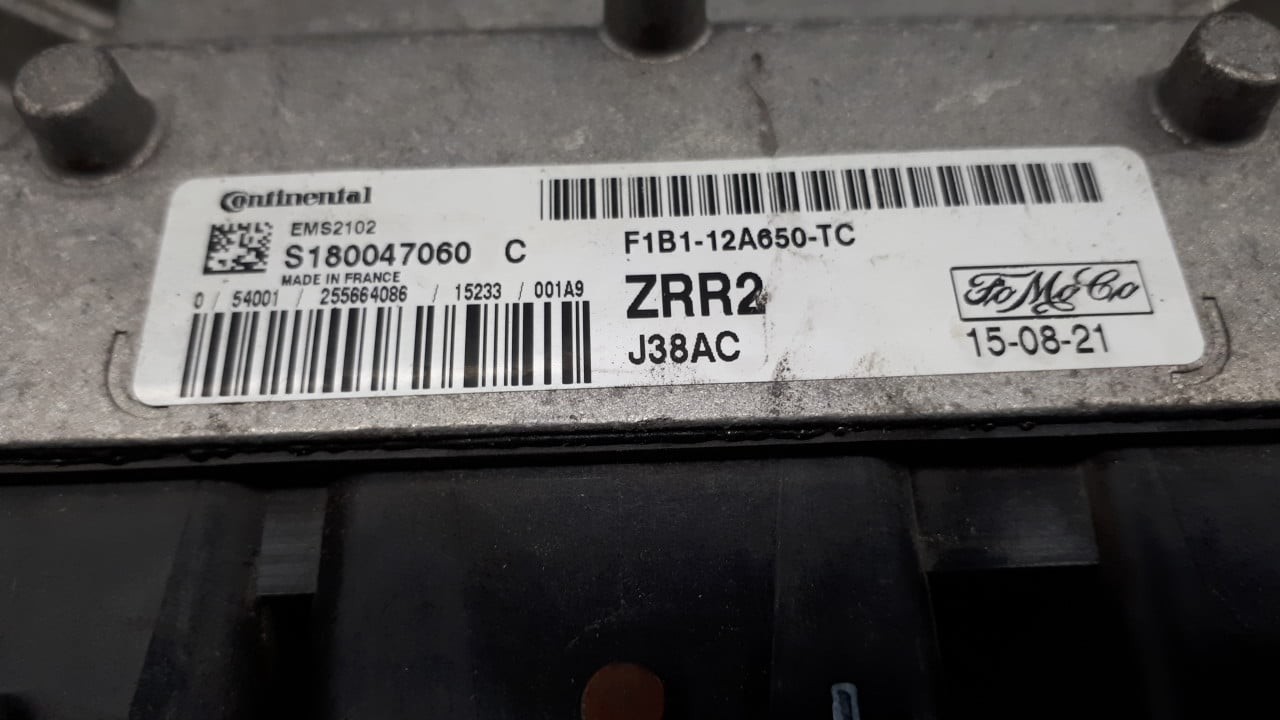 Continental
EMS2102
S180047060 C
MADE IN FRANCE
0 / 54001 / 255664086 / 15233 / 001A9
F1B1-12A650-TC
ZRR2
J38AC
FoMoCo
15-08-21